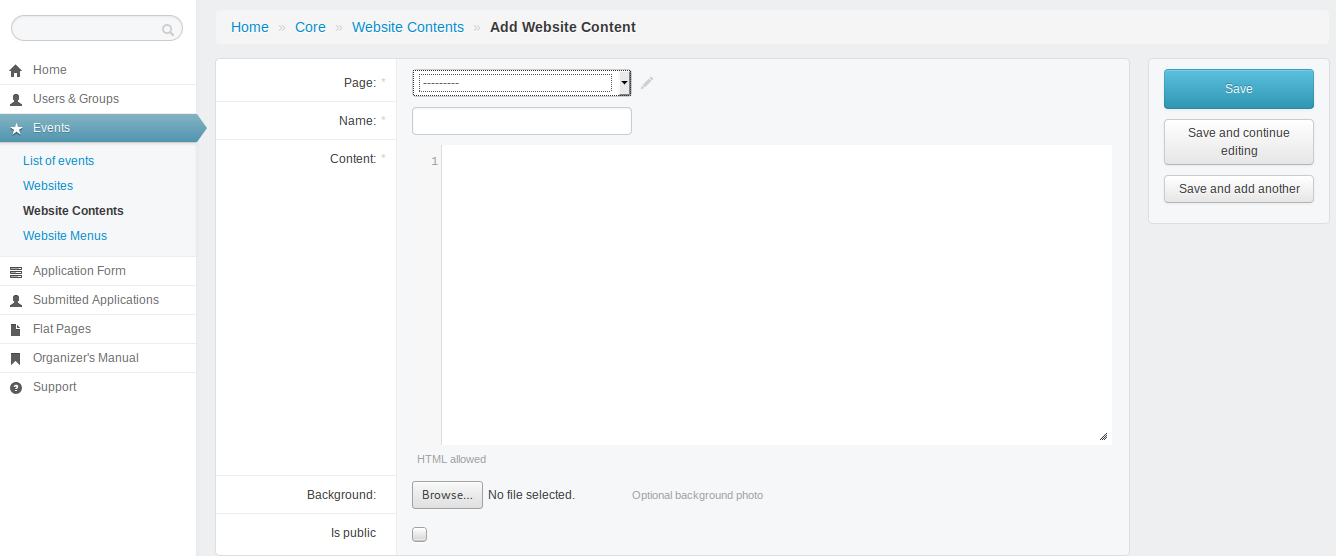 Home » Core » Website Contents » Add Website Content
Home
Users & Groups
Events
List of events
Websites
Website Contents
Website Menus
Application Form
Submitted Applications
Flat Pages
Organizer's Manual
Support
Page: *
---------
Name: *
Content: *
1
HTML allowed
Background:
Browse... No file selected. Optional background photo
Is public
Save
Save and continue
editing
Save and add another